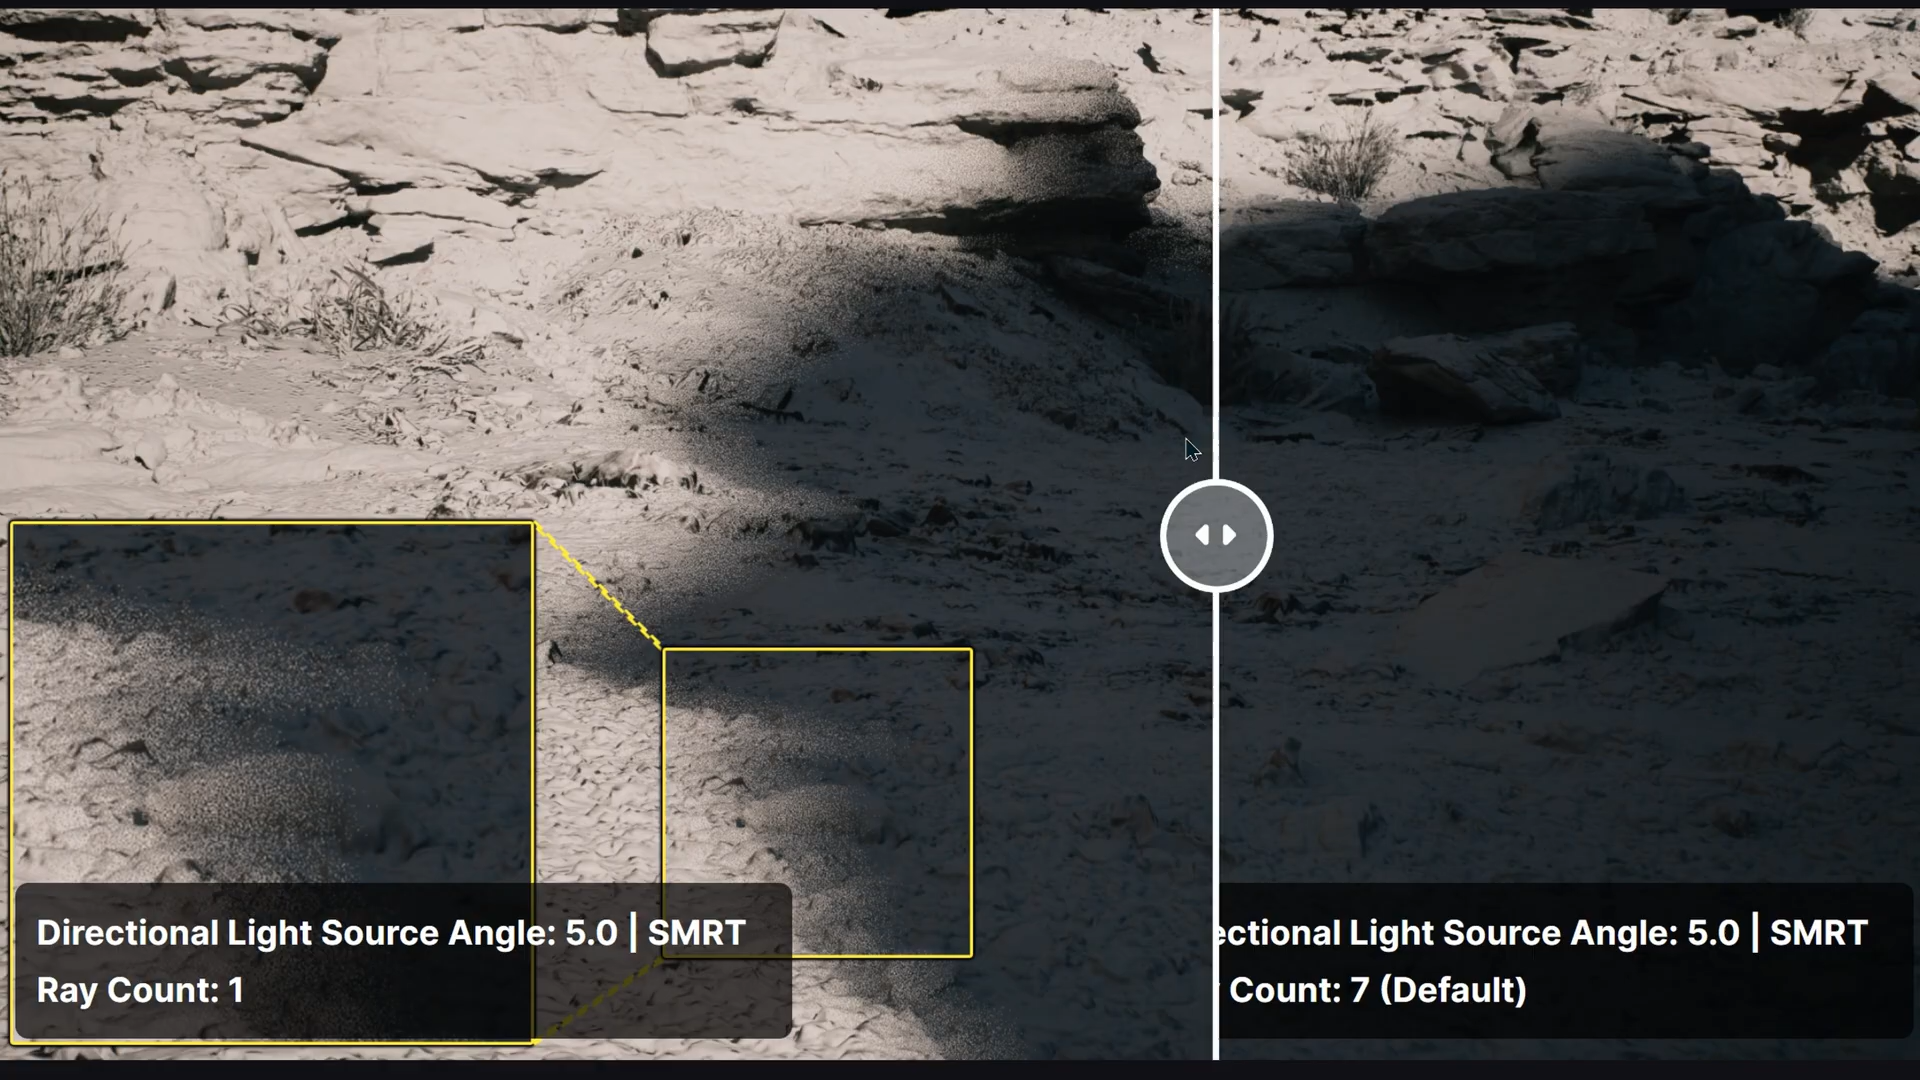 Directional Light Source Angle: 5.0 | SMRT
Ray Count: 1
ectional Light Source Angle: 5.0 | SMRT
Count: 7 (Default)